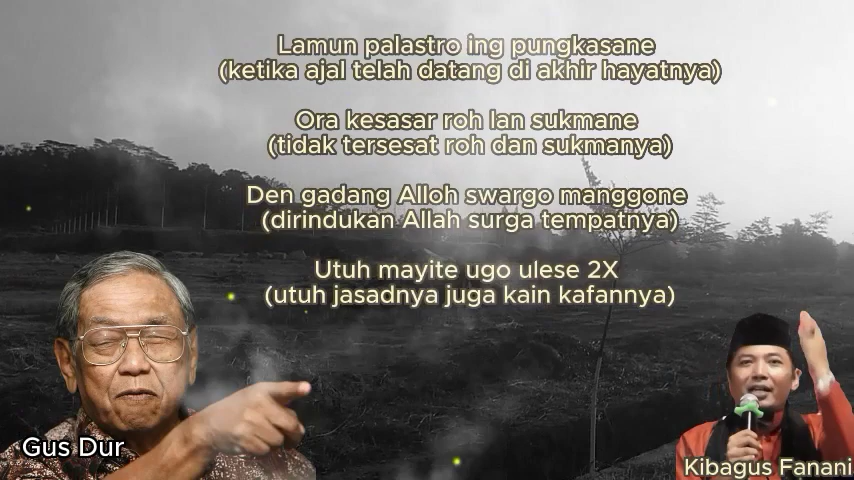 Lamun palastro ing pungkasane
(ketika ajal telah datang di akhir hayatnya)
Ora kesasar roh lan sukmane
(tidak tersesat roh dan sukmanya)
Den gadang Alloh swargo manggone
(dirindukan Allah surga tempatnya)
Utuh mayite ugo ulese 2X
(utuh jasadnya juga kain kafannya)
Gus Dur
Kibagus Fanani